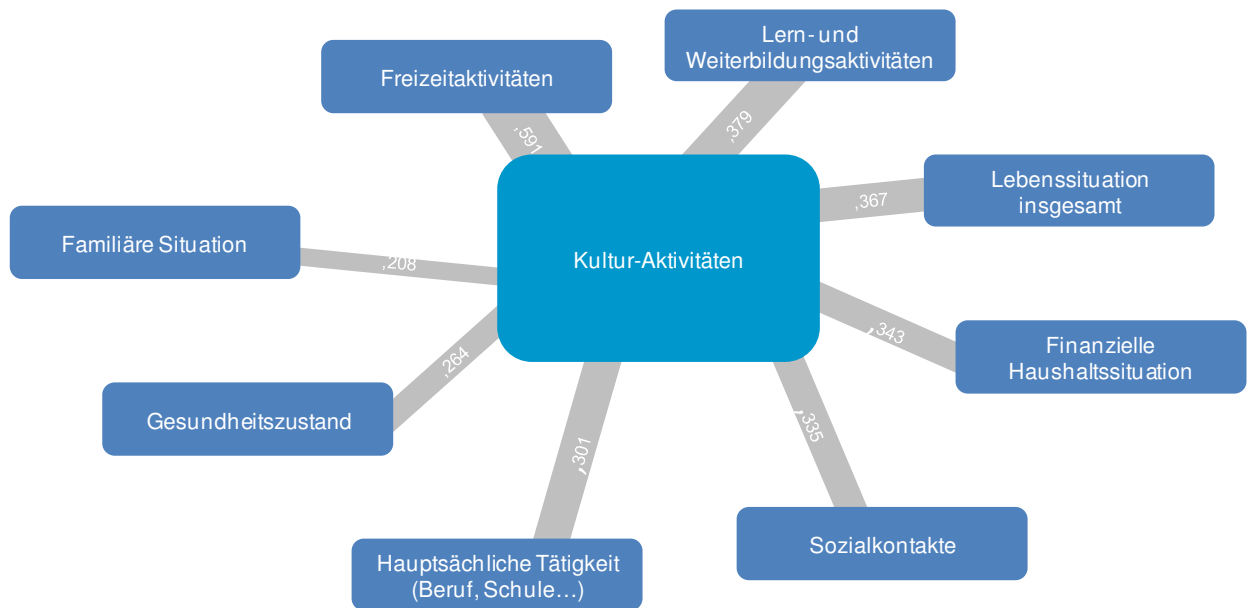 Lern- und
Weiterbildungsaktivitäten
Freizeitaktivitäten
,591
,379
Lebenssituation
insgesamt
,367
Familiäre Situation
,208
Kultur-Aktivitäten
,343
Finanzielle
Haushaltssituation
,264
Gesundheitszustand
,301
,335
Sozialkontakte
Hauptsächliche Tätigkeit
(Beruf, Schule…)